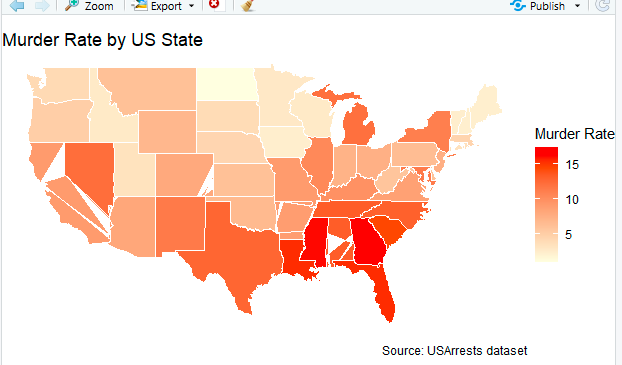 Zoom Export Publish
Murder Rate by US State
Murder Rate
15
10
5
Source: USArrests dataset